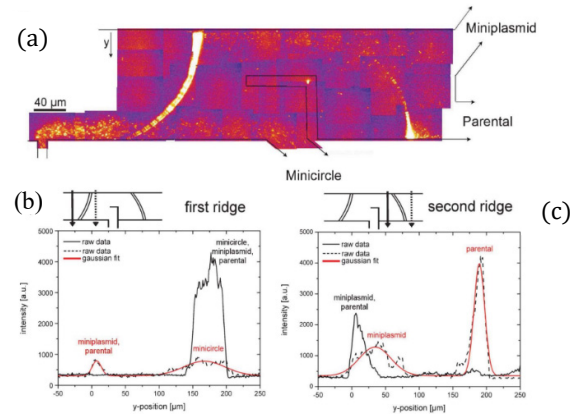 (a)
y
40 µm
Miniplasmid
Parental
Minicircle
(b)
first ridge
raw data
raw data
gaussian fit
minicircle,
miniplasmid,
parental
miniplasmid,
parental
minicircle
intensity [a.u.]
5000
4000
3000
2000
1000
0
-50 0 50 100 150 200 250
y-position [µm]
second ridge
(c)
raw data
raw data
gaussian fit
parental
miniplasmid,
parental
miniplasmid
intensity [a.u.]
5000
4000
3000
2000
1000
0
-50 0 50 100 150 200 250
y-position [µm]